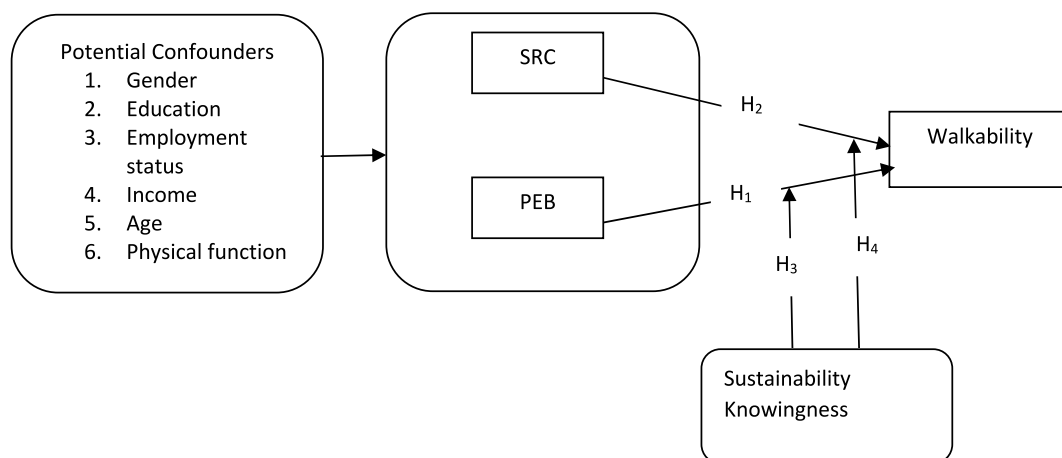 Potential Confounders
1. Gender
2. Education
3. Employment
status
4. Income
5. Age
6. Physical function
SRC
PEB
H₂
H₁
Walkability
H₃
H₄
Sustainability
Knowingness